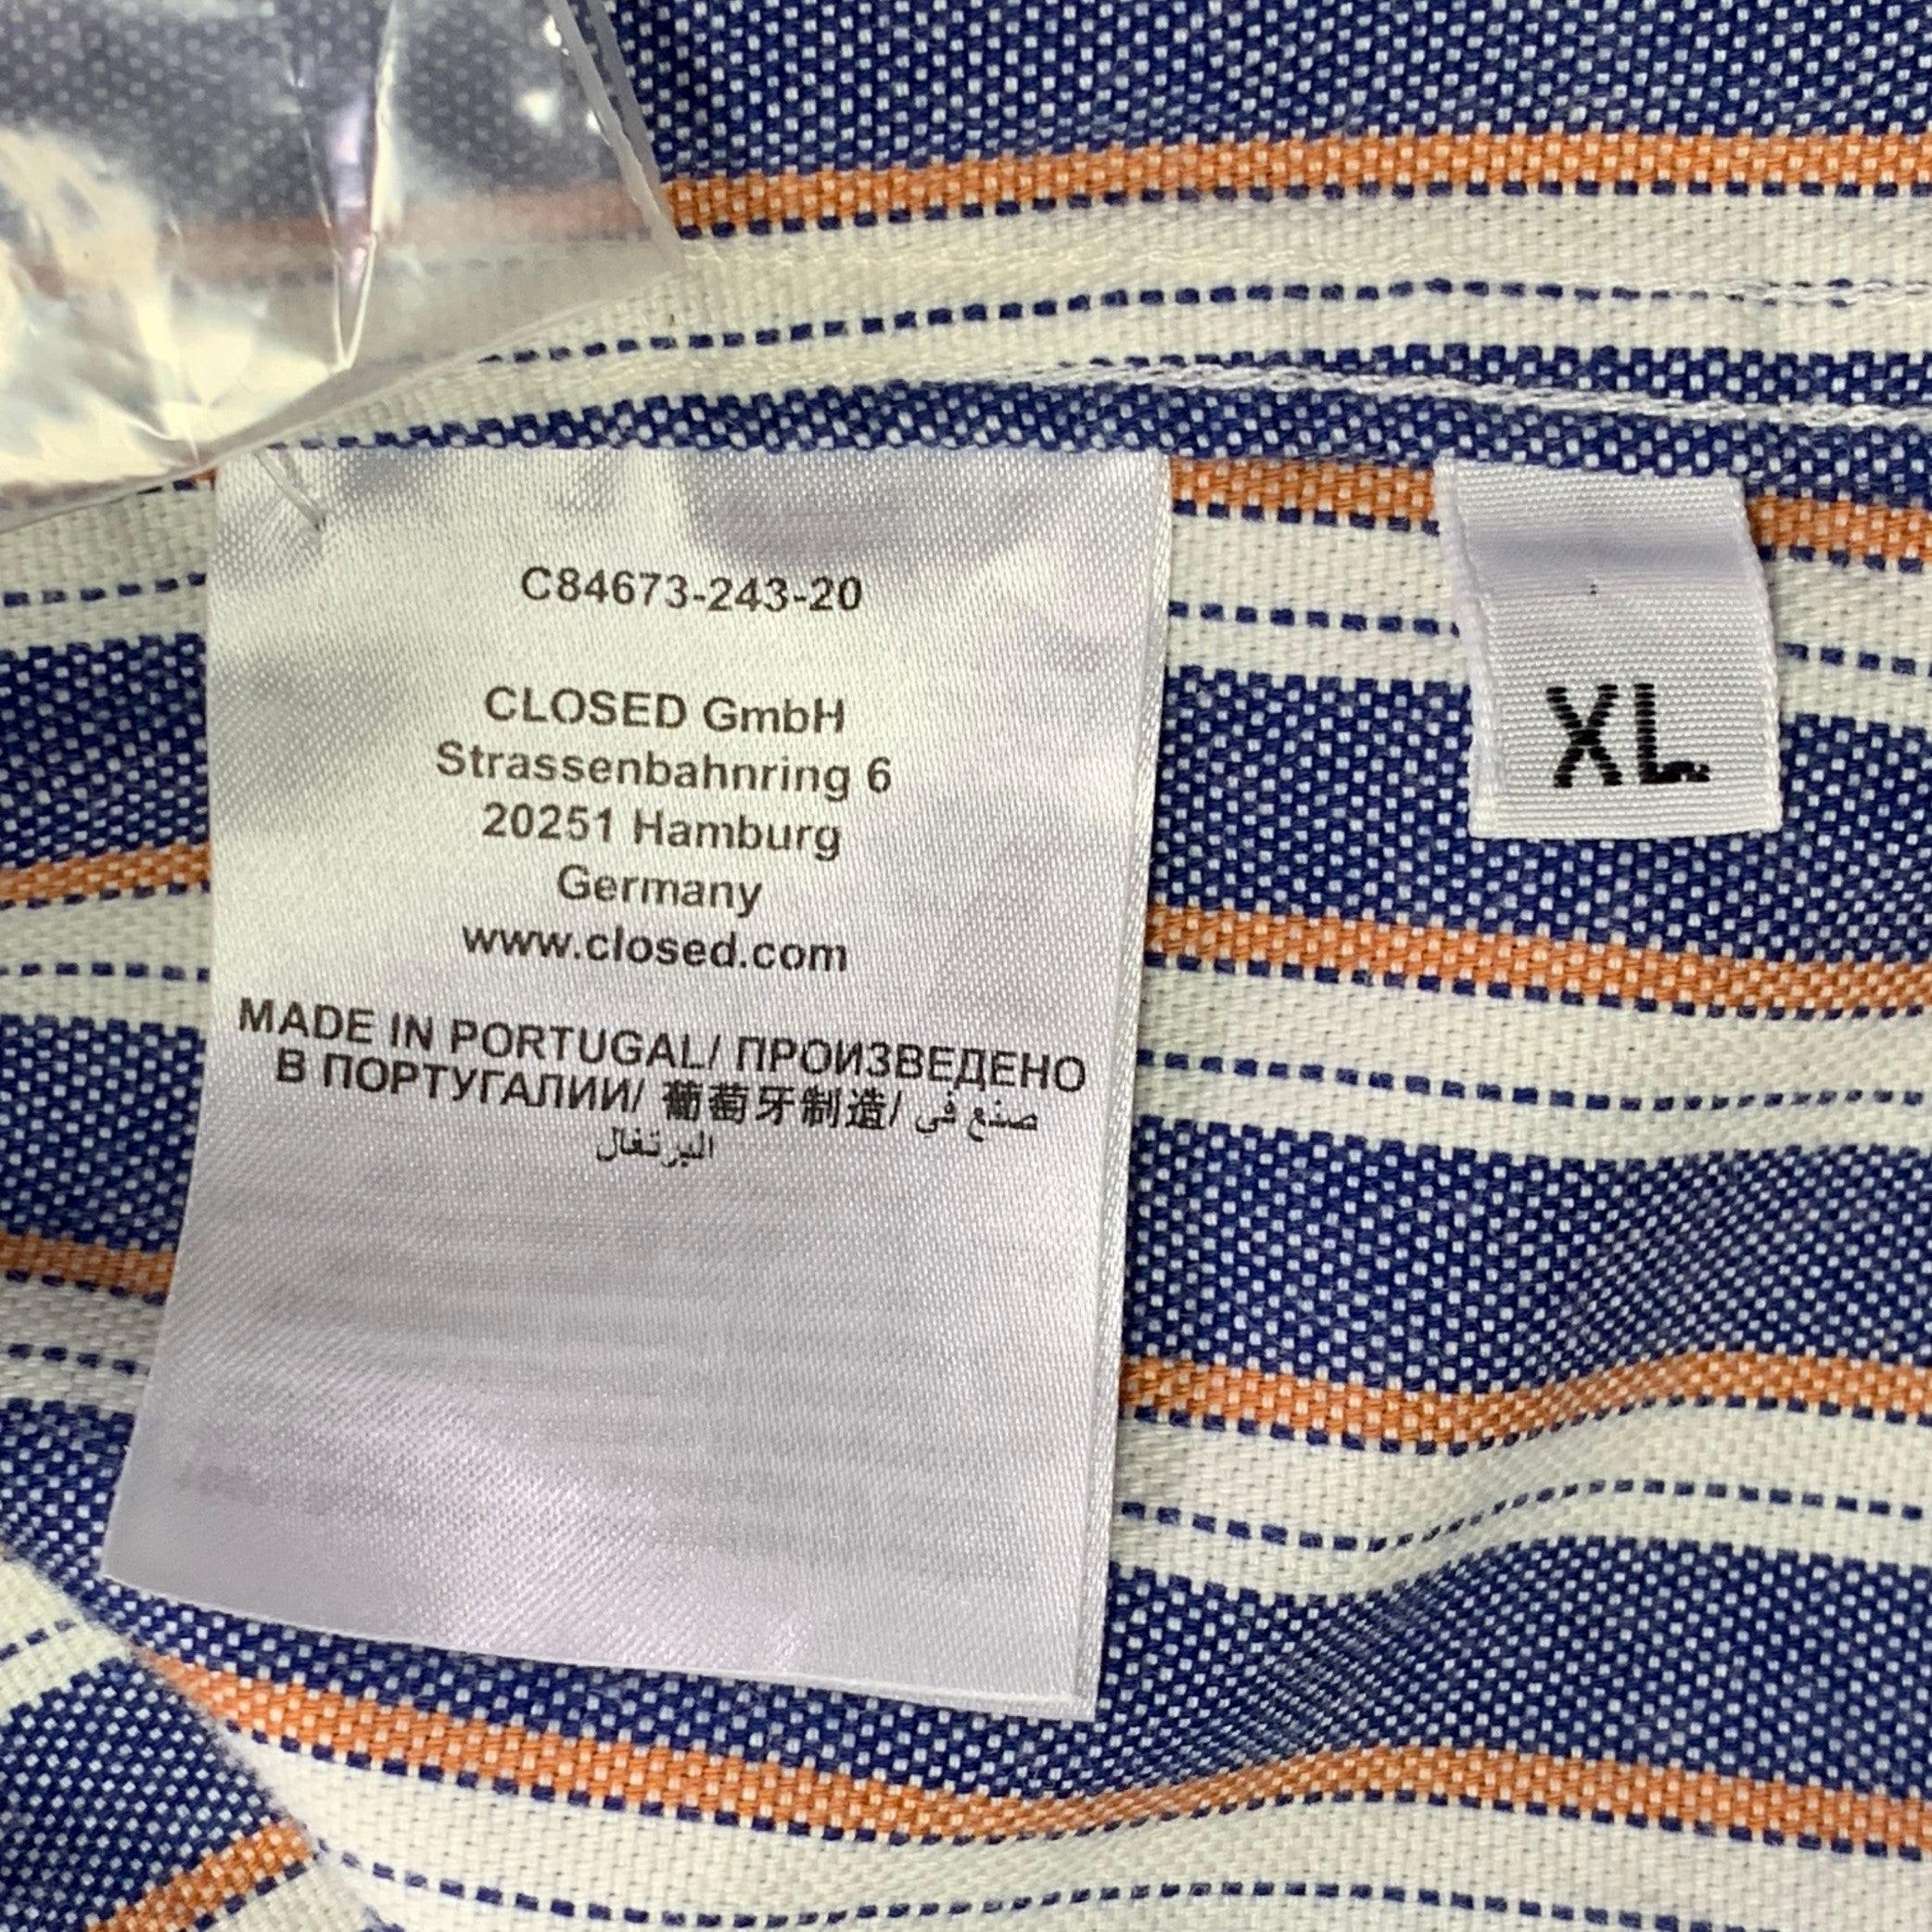 C84673-243-20
CLOSED GmbH
Strassenbahnring 6
20251 Hamburg
Germany
www.closed.com
MADE IN PORTUGAL/ ПРОИЗВЕДЕНО
В ПОРТУГАЛИИ/ 葡萄牙制造/ صنع في
البرتغال
XL